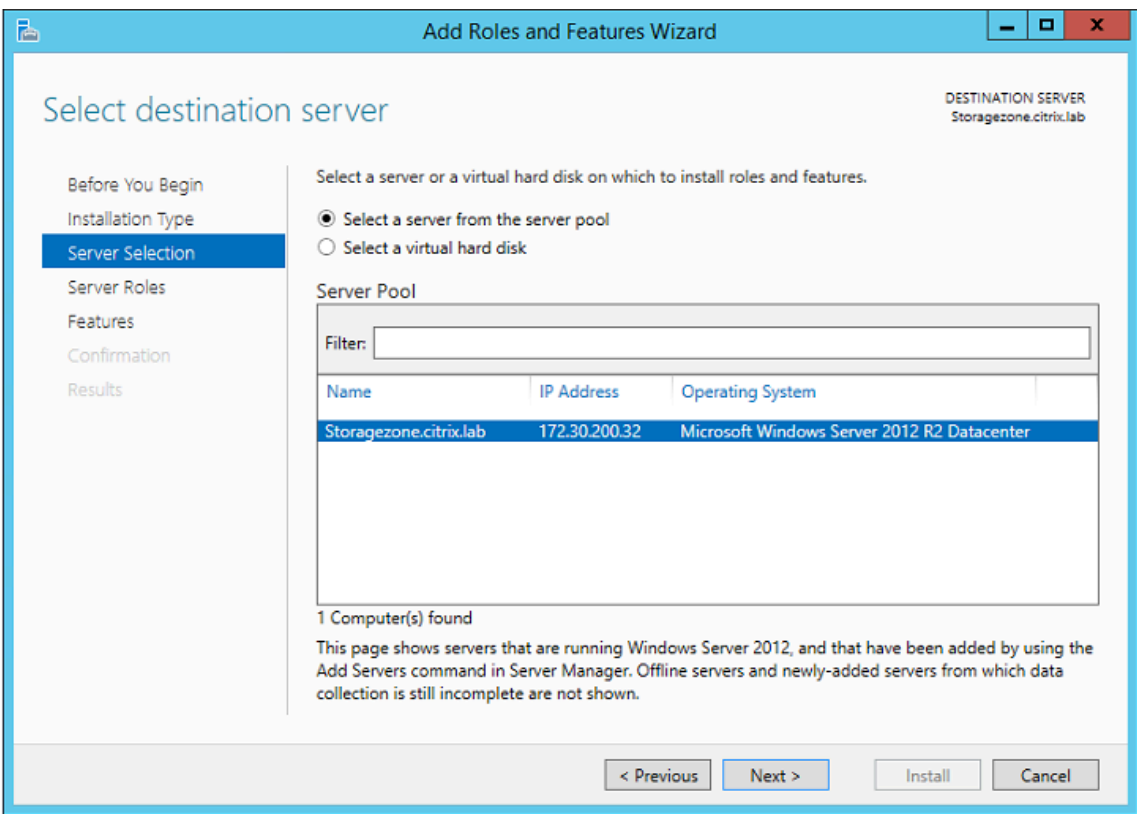 Add Roles and Features Wizard
Select destination server
DESTINATION SERVER
Storagezone.citrix.lab
Before You Begin
Installation Type
Server Selection
Server Roles
Features
Confirmation
Results
Select a server or a virtual hard disk on which to install roles and features.
Select a server from the server pool
Select a virtual hard disk
Server Pool
Filter:
Name IP Address Operating System
Storagezone.citrix.lab 172.30.200.32 Microsoft Windows Server 2012 R2 Datacenter
1 Computer(s) found
This page shows servers that are running Windows Server 2012, and that have been added by using the
Add Servers command in Server Manager. Offline servers and newly-added servers from which data
collection is still incomplete are not shown.
< Previous Next > Install Cancel